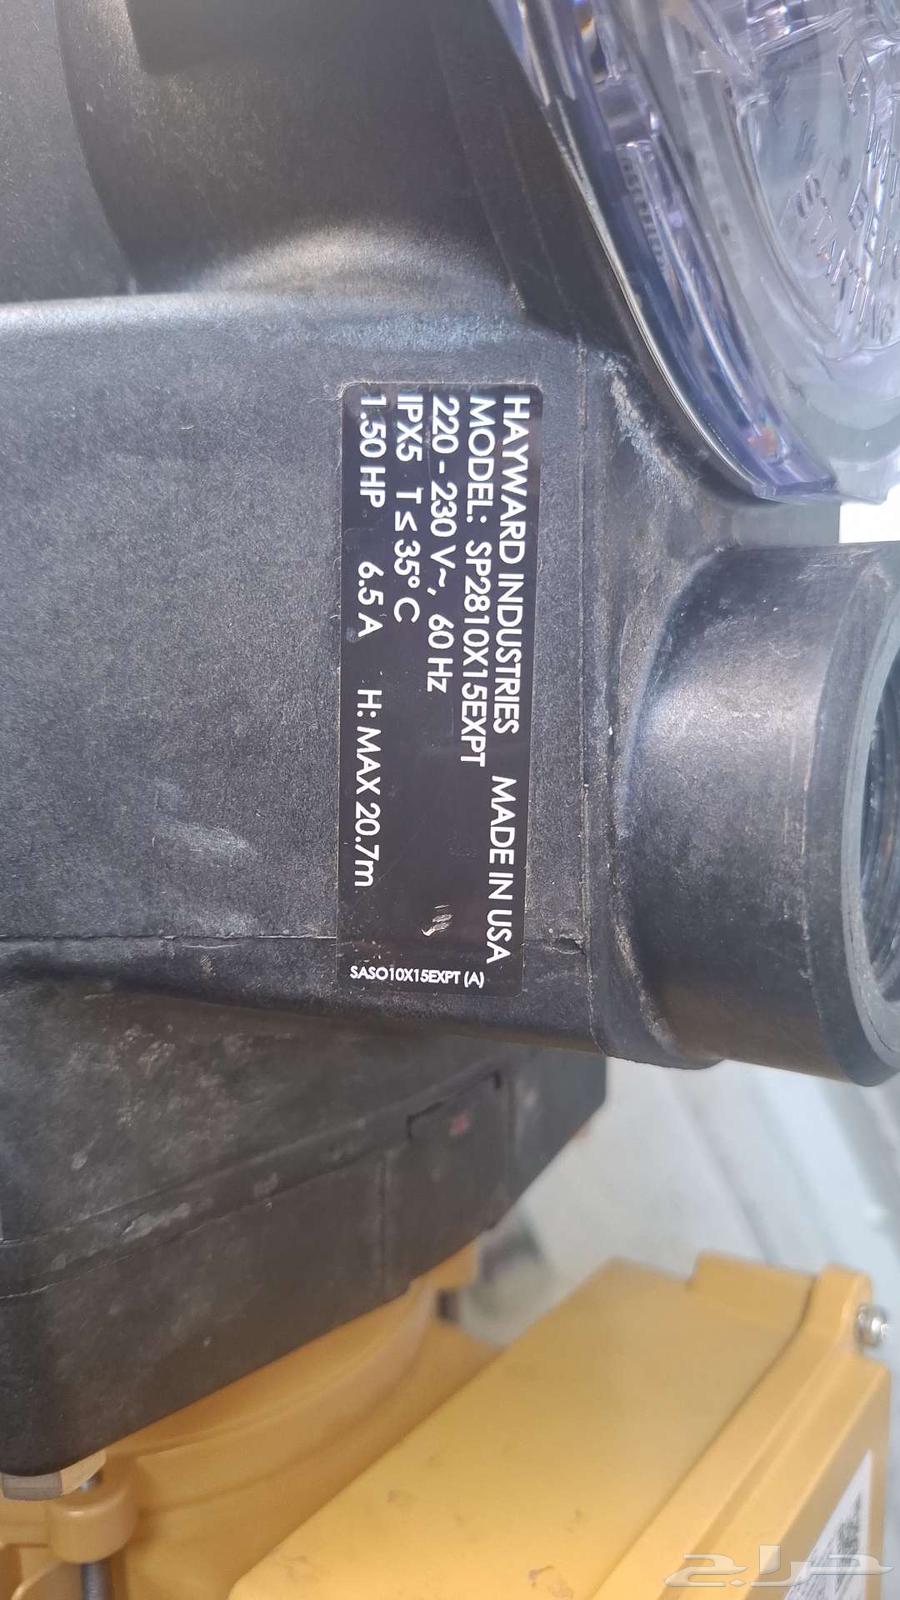 HAYWARD INDUSTRIES MADE IN USA
MODEL: SP2810X15EXPT
220 - 230 V~, 60 Hz
IPX5 T ≤ 35° C
1.50 HP 6.5 A H: MAX 20.7m
SASO10X15EXPT (A)
حراج